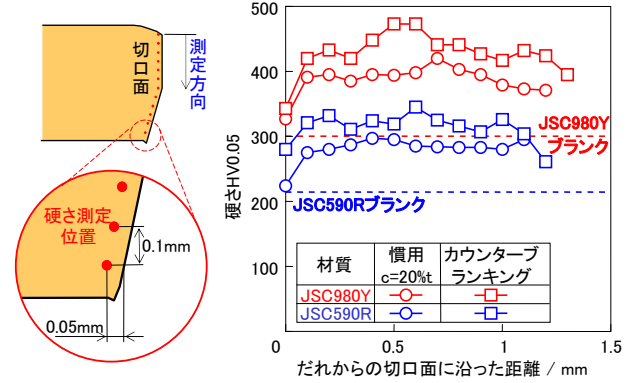 切口面
測定方向
硬さ測定
位置
0.1mm
0.05mm
硬さHV0.05
500
400
300
200
100
0
0.5
1
1.5
JSC980Y
ブランク
JSC590Rブランク
材質
慣用
c=20%t
カウンターブ
ランキング
JSC980Y
JSC590R
だれからの切口面に沿った距離 / mm